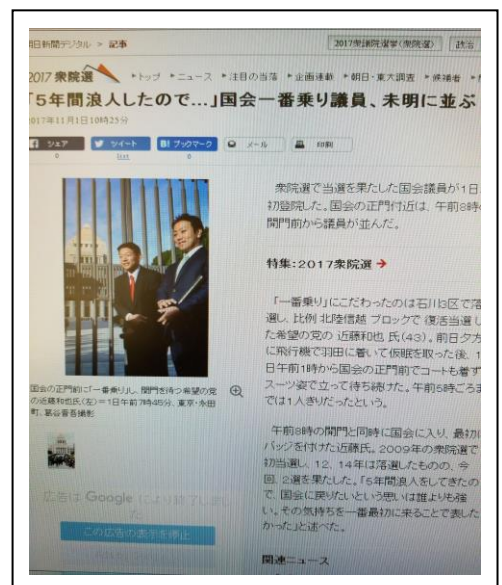 朝日新聞デジタル > 記事
2017衆議院選挙(衆院選) 政治
2017 衆院選 ▶トップ ▶ニュース ▶注目の当落 ▶企画連載 ▶朝日・東大調査 ▶候補者
「5年間浪人したので…」国会一番乗り議員、未明に並ぶ
2017年11月1日10時25分
シェア ツイート B! ブックマーク メール 印刷
0 list 0
衆院選で当選を果たした国会議員が1日、
初登院した。国会の正門付近は、午前8時の
開門前から議員が並んだ。
特集:2017衆院選 →
「一番乗り」にこだわったのは石川3区で落
選し、比例 北陸信越 ブロックで 復活当選し
た希望の党の 近藤和也 氏(43)。前日夕方
に飛行機で羽田に着いて仮眠を取った後、1
日午前1時から国会の正門前でコートも着ず
スーツ姿で立って待ち続けた。午前5時ごろま
では1人きりだったという。
午前8時の開門と同時に国会に入り、最初に
バッジを付けた近藤氏。2009年の衆院選で
初当選し、12、14年は落選したものの、今
回、2選を果たした。「5年間浪人をしてきたの
で、国会に戻りたいという思いは誰よりも強
い。その気持ちを一番最初に来ることで表した
かった」と述べた。
関連ニュース
国会の正門前に「一番乗り」し、開門を待つ希望の党
の近藤和也氏(左)=1日午前7時45分、東京・永田
町、葛谷晋吾撮影
広告は Google により終了しまし
た
この広告の表示を停止